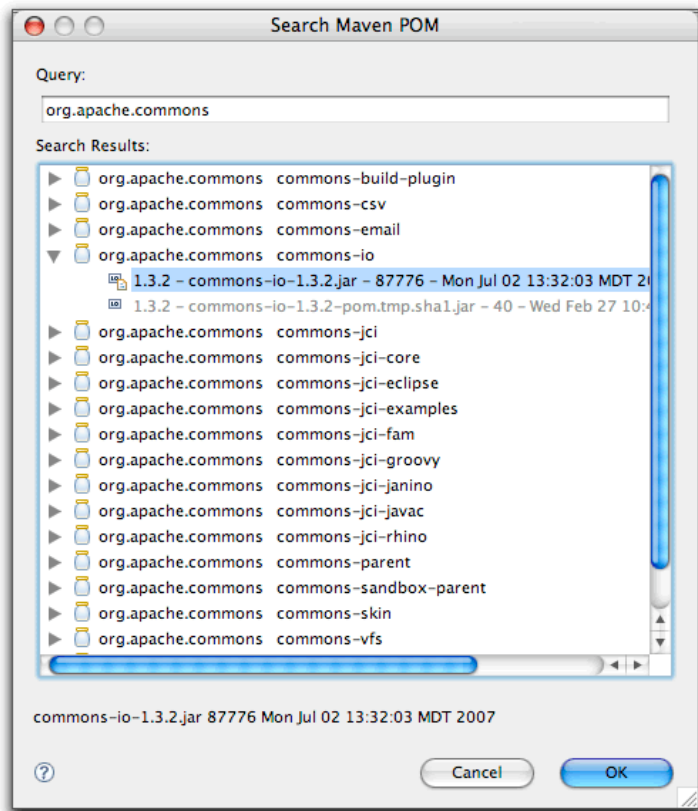 Search Maven POM
Query:
org.apache.commons
Search Results:
org.apache.commons commons-build-plugin
org.apache.commons commons-csv
org.apache.commons commons-email
org.apache.commons commons-io
1.3.2 – commons-io-1.3.2.jar – 87776 – Mon Jul 02 13:32:03 MDT 2
1.3.2 – commons-io-1.3.2-pom.tmp.sha1.jar – 40 – Wed Feb 27 10:4
org.apache.commons commons-jci
org.apache.commons commons-jci-core
org.apache.commons commons-jci-eclipse
org.apache.commons commons-jci-examples
org.apache.commons commons-jci-fam
org.apache.commons commons-jci-groovy
org.apache.commons commons-jci-janino
org.apache.commons commons-jci-javac
org.apache.commons commons-jci-rhino
org.apache.commons commons-parent
org.apache.commons commons-sandbox-parent
org.apache.commons commons-skin
org.apache.commons commons-vfs
commons-io-1.3.2.jar 87776 Mon Jul 02 13:32:03 MDT 2007
? Cancel OK